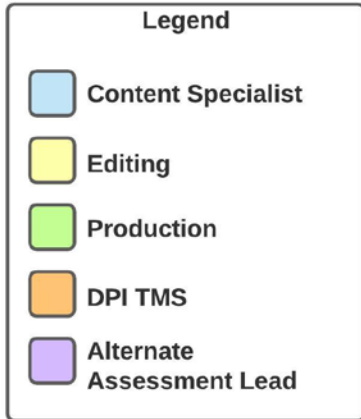 Legend
Content Specialist
Editing
Production
DPI TMS
Alternate
Assessment Lead